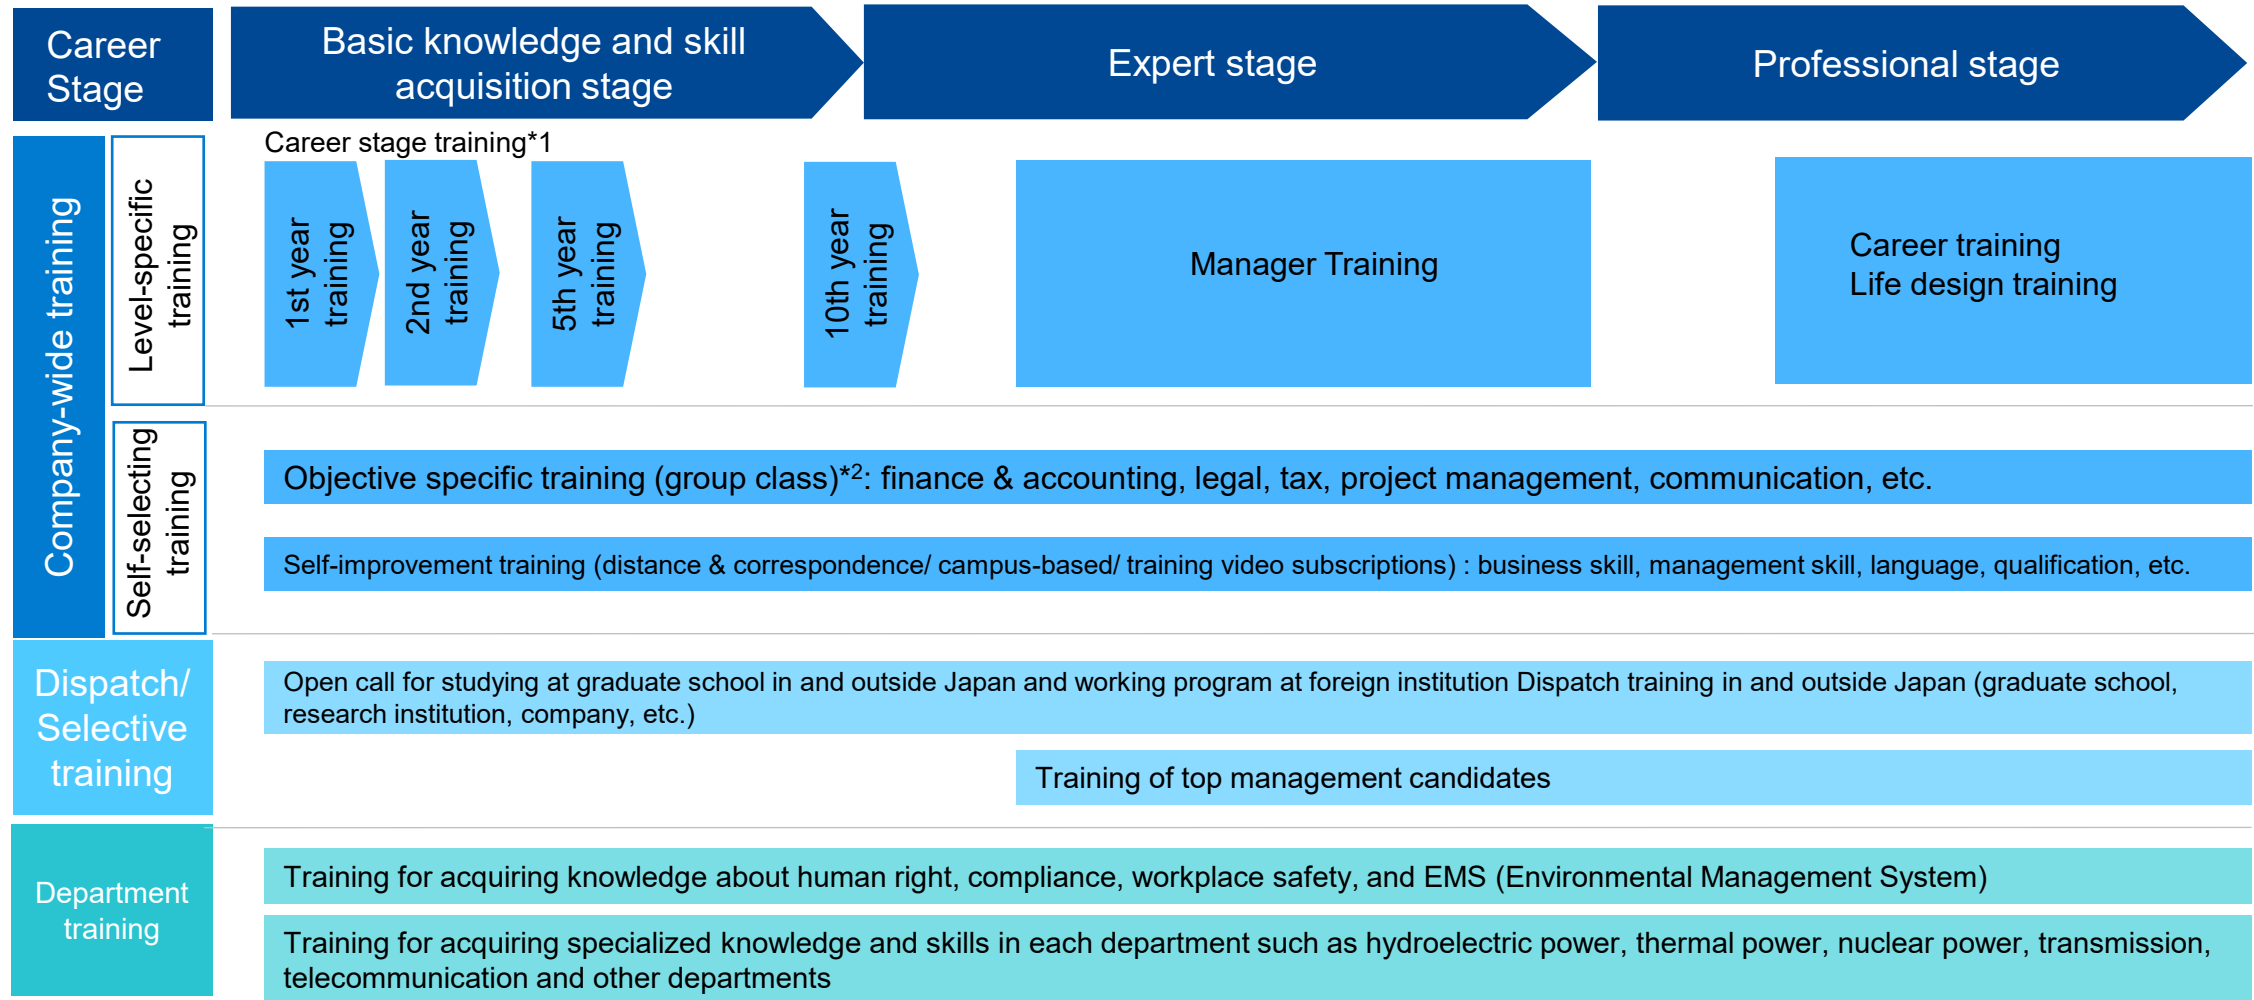 Career
Stage
Basic knowledge and skill
acquisition stage
Expert stage
Professional stage
Company-wide training
Level-specific
training
Career stage training*1
1st year
training
2nd year
training
5th year
training
10th year
training
Manager Training
Career training
Life design training
Self-selecting
training
Objective specific training (group class)*2: finance & accounting, legal, tax, project management, communication, etc.
Self-improvement training (distance & correspondence/ campus-based/ training video subscriptions) : business skill, management skill, language, qualification, etc.
Dispatch/
Selective
training
Open call for studying at graduate school in and outside Japan and working program at foreign institution Dispatch training in and outside Japan (graduate school,
research institution, company, etc.)
Training of top management candidates
Department
training
Training for acquiring knowledge about human right, compliance, workplace safety, and EMS (Environmental Management System)
Training for acquiring specialized knowledge and skills in each department such as hydroelectric power, thermal power, nuclear power, transmission,
telecommunication and other departments